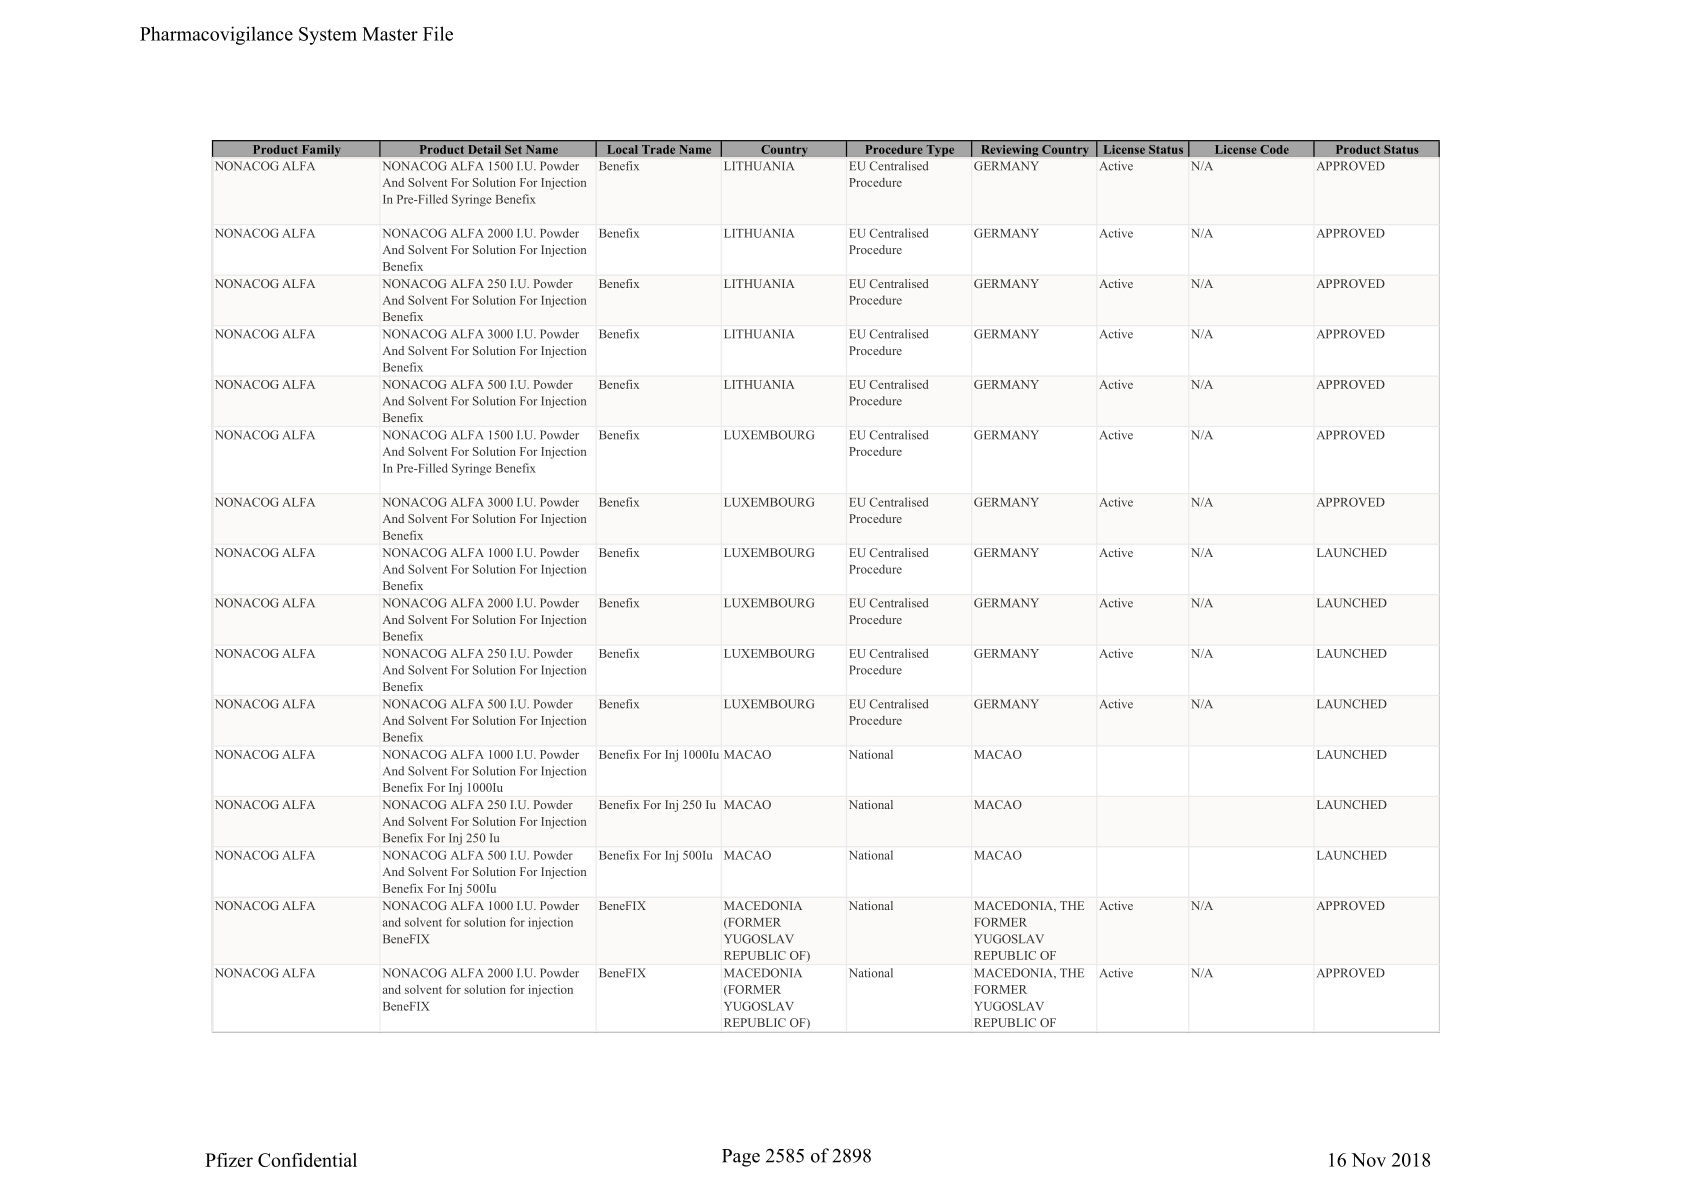 Pharmacovigilance System Master File
Product Family Product Detail Set Name Local Trade Name Country Procedure Type Reviewing Country License Status License Code Product Status
NONACOG ALFA NONACOG ALFA 1500 I.U. Powder Benefix LITHUANIA EU Centralised GERMANY Active N/A APPROVED
And Solvent For Solution For Injection Procedure
In Pre-Filled Syringe Benefix
NONACOG ALFA NONACOG ALFA 2000 I.U. Powder Benefix LITHUANIA EU Centralised GERMANY Active N/A APPROVED
And Solvent For Solution For Injection Procedure
Benefix
NONACOG ALFA NONACOG ALFA 250 I.U. Powder Benefix LITHUANIA EU Centralised GERMANY Active N/A APPROVED
And Solvent For Solution For Injection Procedure
Benefix
NONACOG ALFA NONACOG ALFA 3000 I.U. Powder Benefix LITHUANIA EU Centralised GERMANY Active N/A APPROVED
And Solvent For Solution For Injection Procedure
Benefix
NONACOG ALFA NONACOG ALFA 500 I.U. Powder Benefix LITHUANIA EU Centralised GERMANY Active N/A APPROVED
And Solvent For Solution For Injection Procedure
Benefix
NONACOG ALFA NONACOG ALFA 1500 I.U. Powder Benefix LUXEMBOURG EU Centralised GERMANY Active N/A APPROVED
And Solvent For Solution For Injection Procedure
In Pre-Filled Syringe Benefix
NONACOG ALFA NONACOG ALFA 3000 I.U. Powder Benefix LUXEMBOURG EU Centralised GERMANY Active N/A APPROVED
And Solvent For Solution For Injection Procedure
Benefix
NONACOG ALFA NONACOG ALFA 1000 I.U. Powder Benefix LUXEMBOURG EU Centralised GERMANY Active N/A LAUNCHED
And Solvent For Solution For Injection Procedure
Benefix
NONACOG ALFA NONACOG ALFA 2000 I.U. Powder Benefix LUXEMBOURG EU Centralised GERMANY Active N/A LAUNCHED
And Solvent For Solution For Injection Procedure
Benefix
NONACOG ALFA NONACOG ALFA 250 I.U. Powder Benefix LUXEMBOURG EU Centralised GERMANY Active N/A LAUNCHED
And Solvent For Solution For Injection Procedure
Benefix
NONACOG ALFA NONACOG ALFA 500 I.U. Powder Benefix LUXEMBOURG EU Centralised GERMANY Active N/A LAUNCHED
And Solvent For Solution For Injection Procedure
Benefix
NONACOG ALFA NONACOG ALFA 1000 I.U. Powder Benefix For Inj 1000Iu MACAO National MACAO LAUNCHED
And Solvent For Solution For Injection
Benefix For Inj 1000Iu
NONACOG ALFA NONACOG ALFA 250 I.U. Powder Benefix For Inj 250 Iu MACAO National MACAO LAUNCHED
And Solvent For Solution For Injection
Benefix For Inj 250 Iu
NONACOG ALFA NONACOG ALFA 500 I.U. Powder Benefix For Inj 500Iu MACAO National MACAO LAUNCHED
And Solvent For Solution For Injection
Benefix For Inj 500Iu
NONACOG ALFA NONACOG ALFA 1000 I.U. Powder BeneFIX MACEDONIA National MACEDONIA, THE Active N/A APPROVED
and solvent for solution for injection (FORMER FORMER
BeneFIX YUGOSLAV YUGOSLAV
REPUBLIC OF) REPUBLIC OF
NONACOG ALFA NONACOG ALFA 2000 I.U. Powder BeneFIX MACEDONIA National MACEDONIA, THE Active N/A APPROVED
and solvent for solution for injection (FORMER FORMER
BeneFIX YUGOSLAV YUGOSLAV
REPUBLIC OF) REPUBLIC OF
Pfizer Confidential Page 2585 of 2898 16 Nov 2018